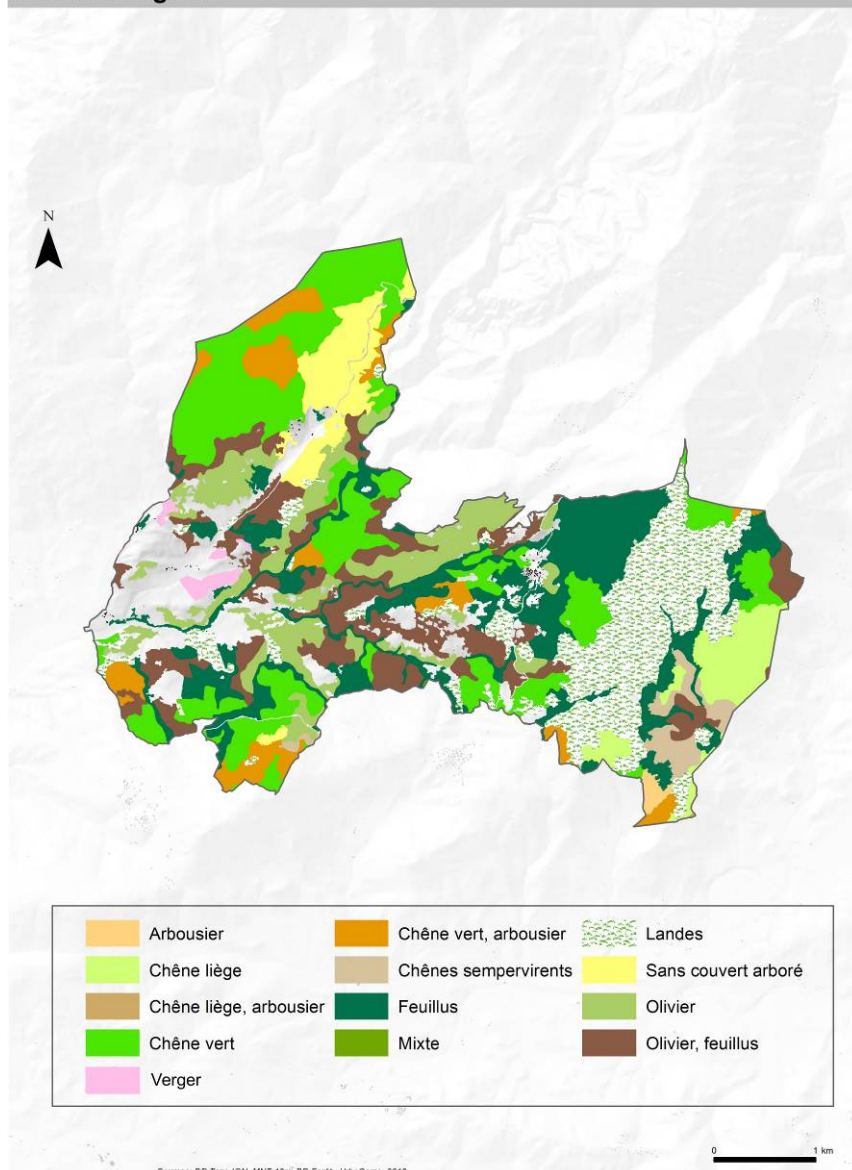 N
Arbousier
Chêne vert, arbousier
Landes
Chêne liège
Chênes sempervirents
Sans couvert arboré
Chêne liège, arbousier
Feuillus
Olivier
Chêne vert
Mixte
Olivier, feuillus
Verger
0 1 km